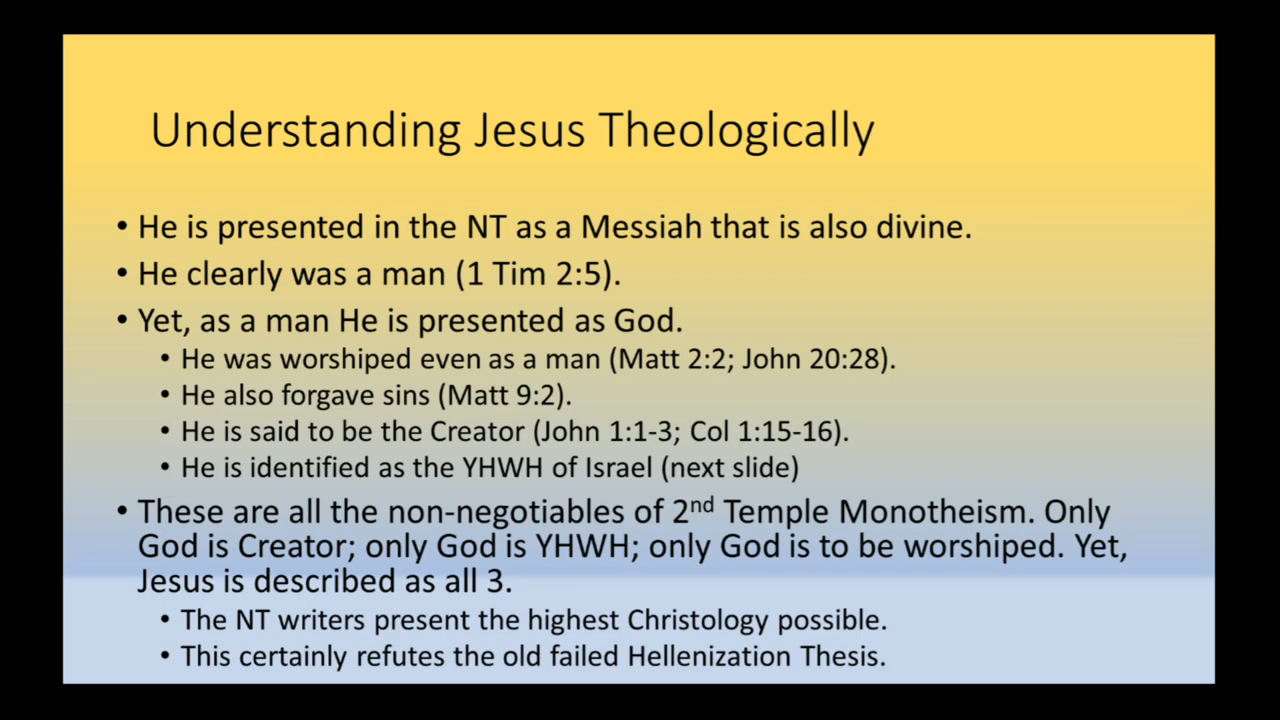 Understanding Jesus Theologically
• He is presented in the NT as a Messiah that is also divine.
• He clearly was a man (1 Tim 2:5).
• Yet, as a man He is presented as God.
• He was worshiped even as a man (Matt 2:2; John 20:28).
• He also forgave sins (Matt 9:2).
• He is said to be the Creator (John 1:1-3; Col 1:15-16).
• He is identified as the YHWH of Israel (next slide)
• These are all the non-negotiables of 2nd Temple Monotheism. Only
God is Creator; only God is YHWH; only God is to be worshiped. Yet,
Jesus is described as all 3.
• The NT writers present the highest Christology possible.
• This certainly refutes the old failed Hellenization Thesis.